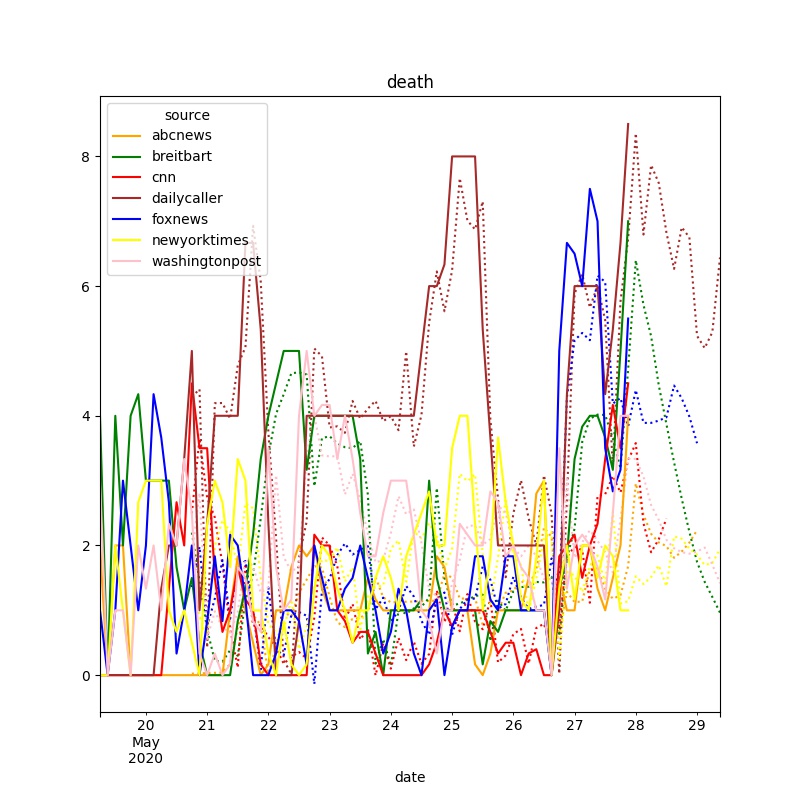 death
source
abcnews
breitbart
cnn
dailycaller
foxnews
newyorktimes
washingtonpost
8
6
4
2
0
20 21 22 23 24 25 26 27 28 29
May
2020
date